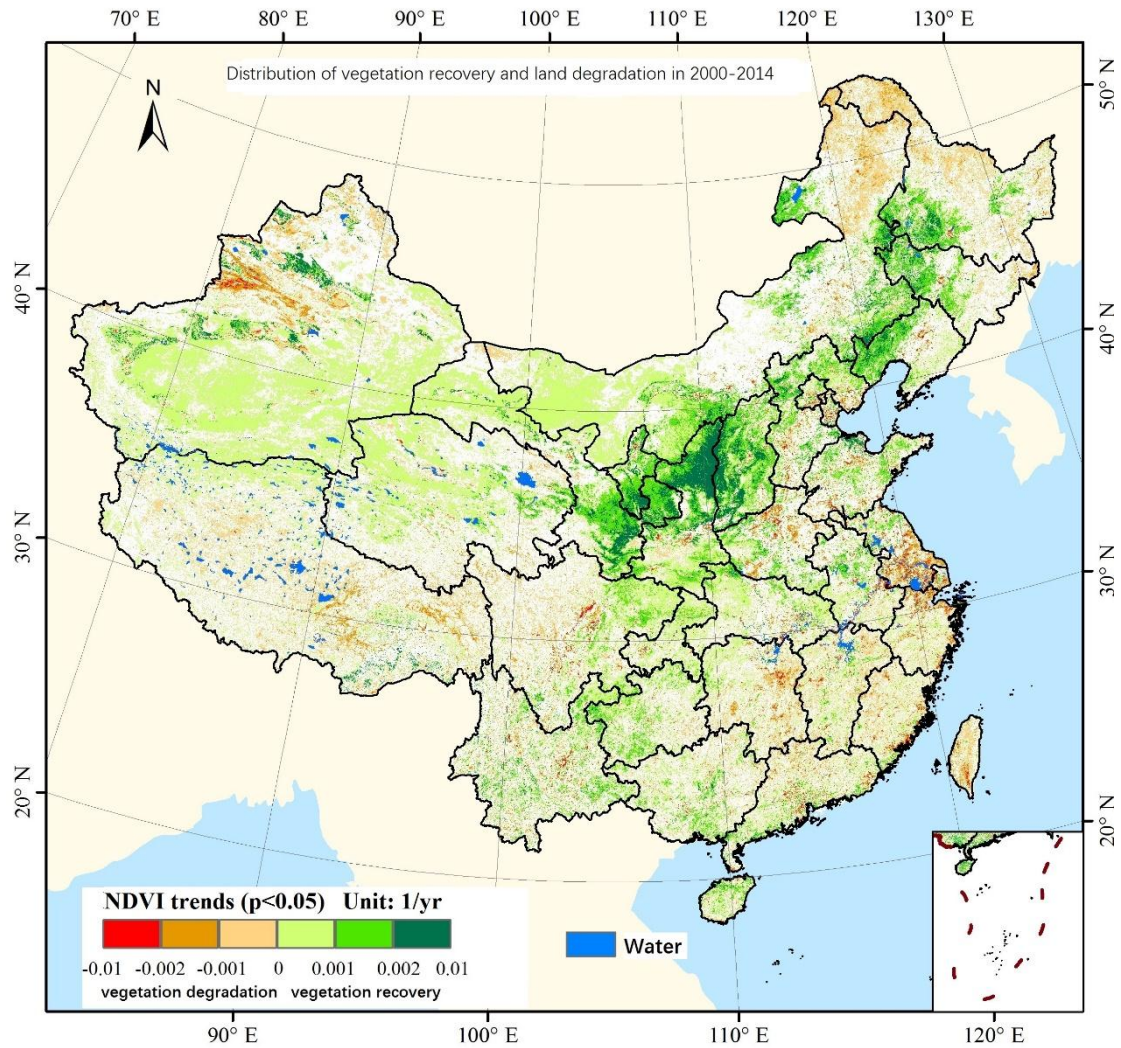 70° E 80° E 90° E 100° E 110° E 120° E 130° E
Distribution of vegetation recovery and land degradation in 2000-2014
N
50° N
40° N
40° N
30° N
30° N
20° N
20° N
NDVI trends (p<0.05) Unit: 1/yr
-0.01 -0.002 -0.001 0 0.001 0.002 0.01
vegetation degradation vegetation recovery
Water
90° E 100° E 110° E 120° E